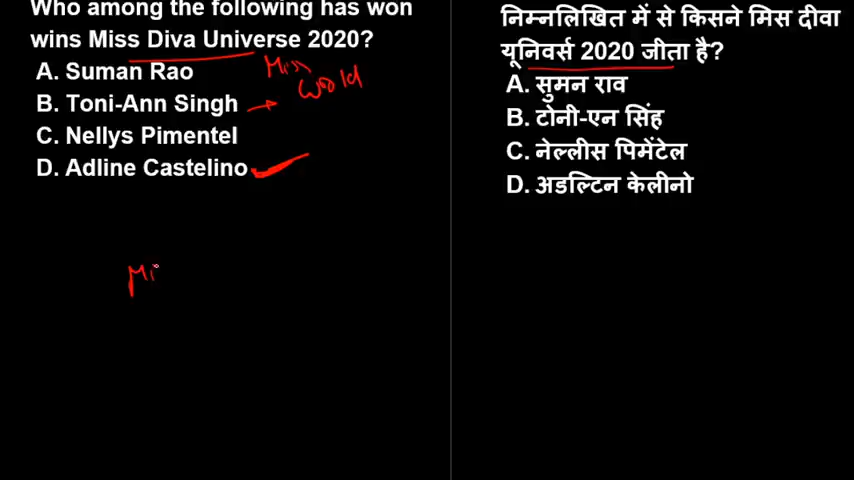 Who among the following has won
wins Miss Diva Universe 2020?
A. Suman Rao
Miss
World
B. Toni-Ann Singh
C. Nellys Pimentel
D. Adline Castelino
Mi
निम्नलिखित में से किसने मिस दीवा
यूनिवर्स 2020 जीता है?
A. सुमन राव
B. टोनी-एन सिंह
C. नेल्लीस पिमेंटेल
D. अडल्टिन केलीनो